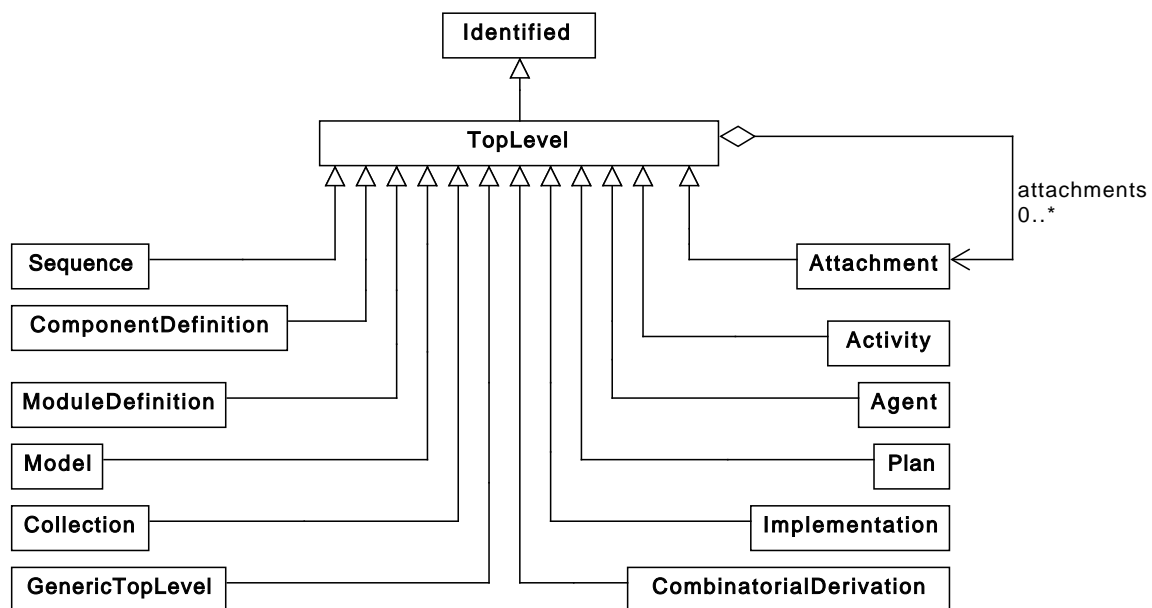 Identified
TopLevel
attachments
0..*
Sequence
Attachment
ComponentDefinition
Activity
ModuleDefinition
Agent
Model
Plan
Collection
Implementation
GenericTopLevel
CombinatorialDerivation